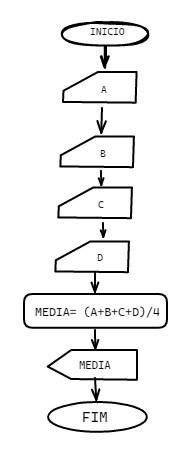 INICIO
A
B
C
D
MEDIA= (A+B+C+D)/4
MEDIA
FIM